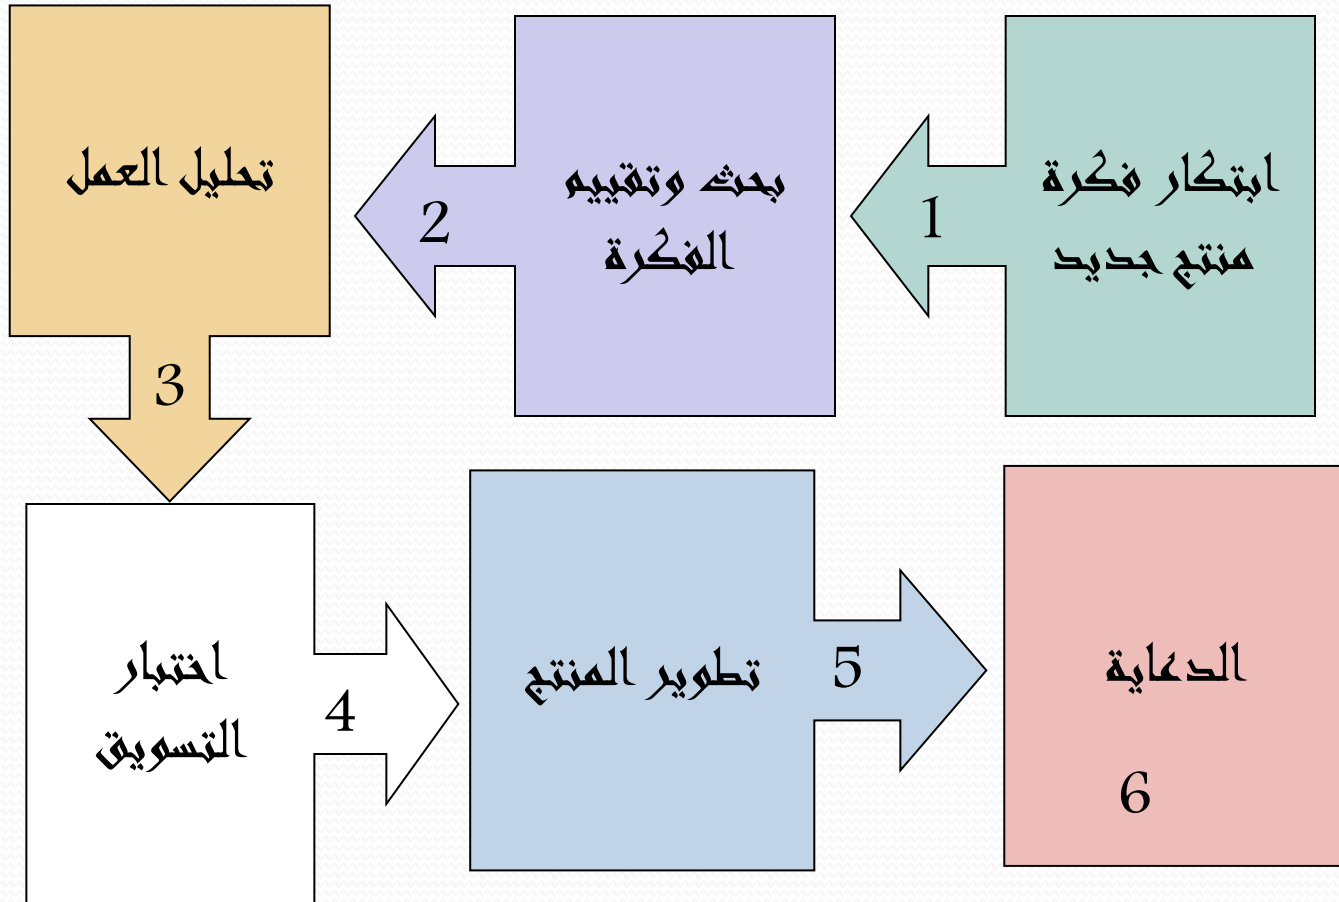 ابتكار فكرة
منتج جديد
1
بحث وتقييم
الفكرة
2
تحليل العمل
3
اختبار
التسويق
4
تطوير المنتج
5
الدعاية
6